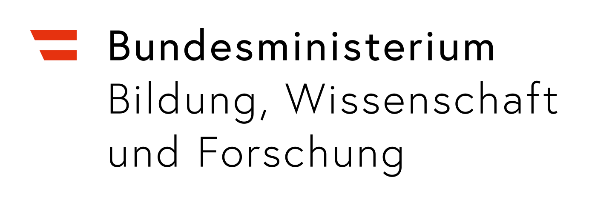 Bundesministerium
Bildung, Wissenschaft
und Forschung